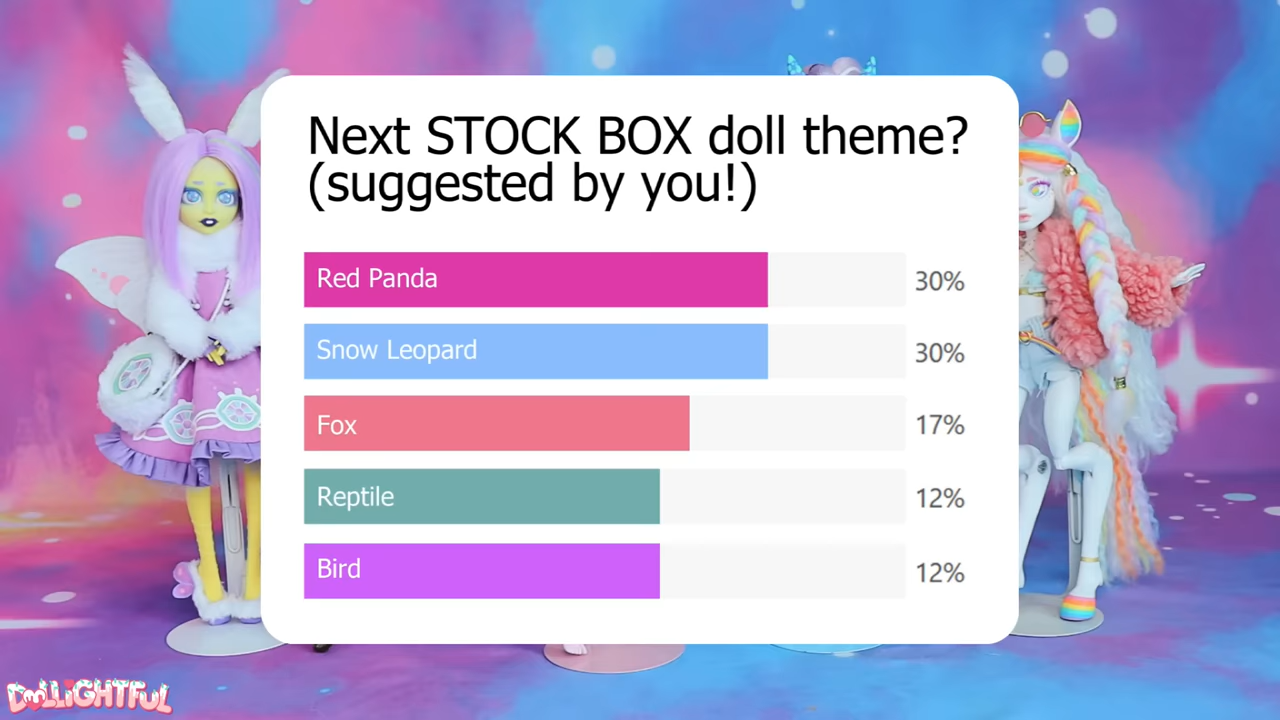 Next STOCK BOX doll theme?
(suggested by you!)
Red Panda 30%
Snow Leopard 30%
Fox 17%
Reptile 12%
Bird 12%
DOLLIGHTFUL